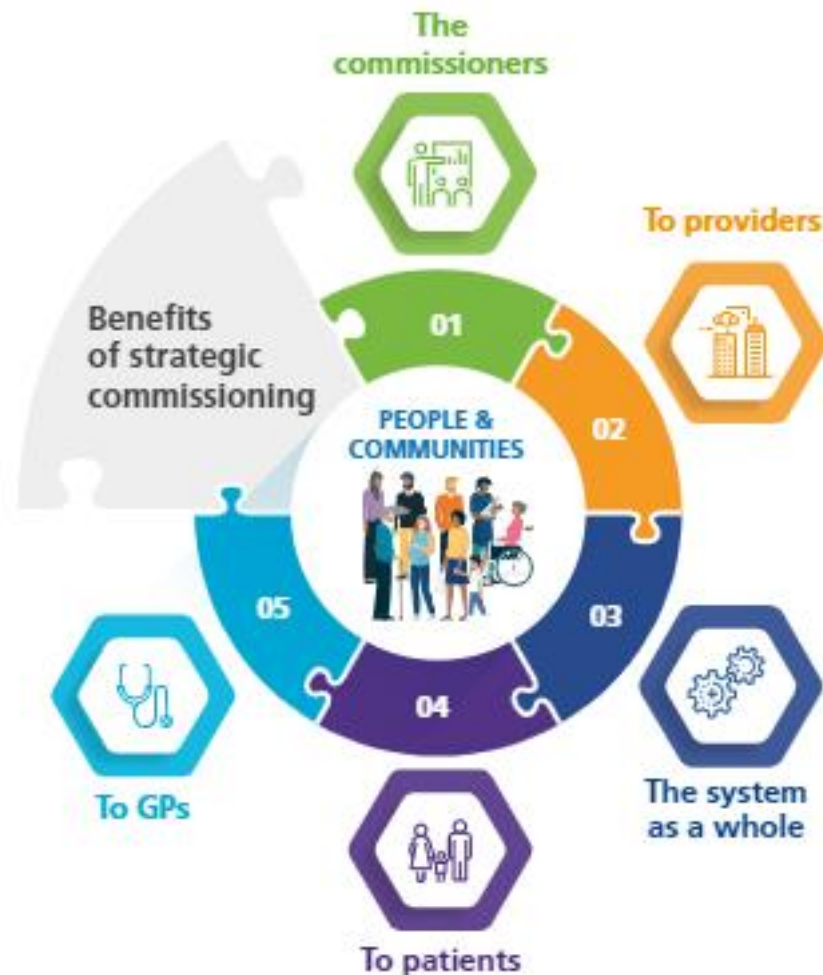 The
commissioners
To providers
Benefits
of strategic
commissioning
01
02
PEOPLE &
COMMUNITIES
03
04
05
To GPs
The system
as a whole
To patients